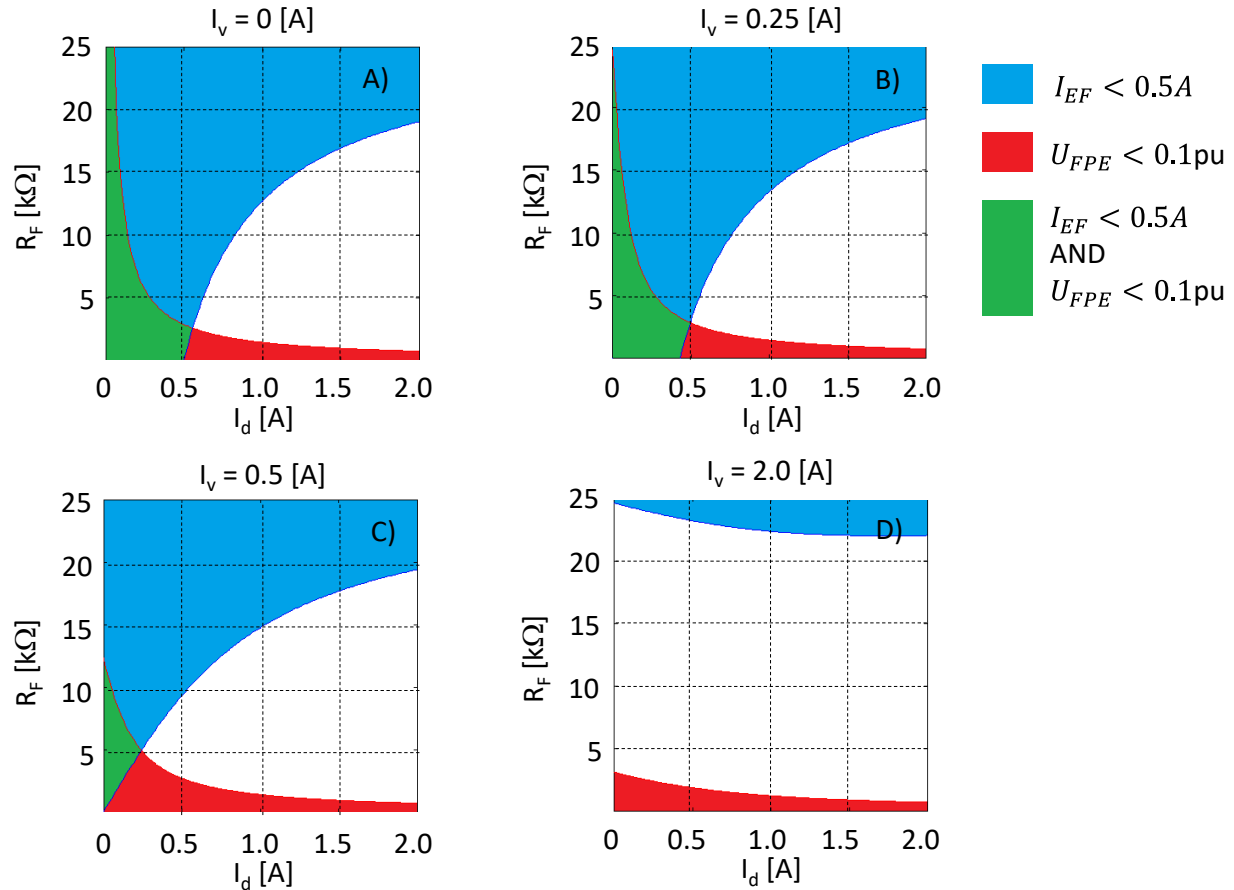 I_v = 0 [A]
A)
25
20
15
10
5
R_F [kΩ]
0 0.5 1.0 1.5 2.0
I_d [A]
I_v = 0.25 [A]
B)
25
20
15
10
5
R_F [kΩ]
0 0.5 1.0 1.5 2.0
I_d [A]
I_EF < 0.5A
U_FPE < 0.1pu
I_EF < 0.5A
AND
U_FPE < 0.1pu
I_v = 0.5 [A]
C)
25
20
15
10
5
R_F [kΩ]
0 0.5 1.0 1.5 2.0
I_d [A]
I_v = 2.0 [A]
D)
25
20
15
10
5
R_F [kΩ]
0 0.5 1.0 1.5 2.0
I_d [A]